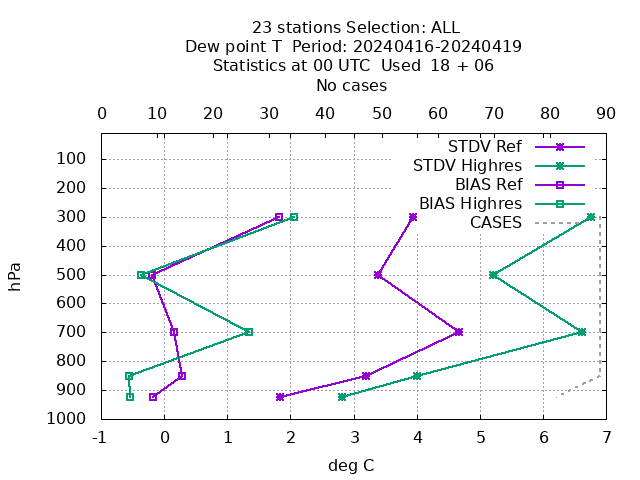 23 stations Selection: ALL
Dew point T  Period: 20240416-20240419
Statistics at 00 UTC  Used  18 + 06
No cases
0 10 20 30 40 50 60 70 80 90
STDV Ref
STDV Highres
BIAS Ref
BIAS Highres
CASES
100
200
300
400
500
600
700
800
900
1000
hPa
-1 0 1 2 3 4 5 6 7
deg C